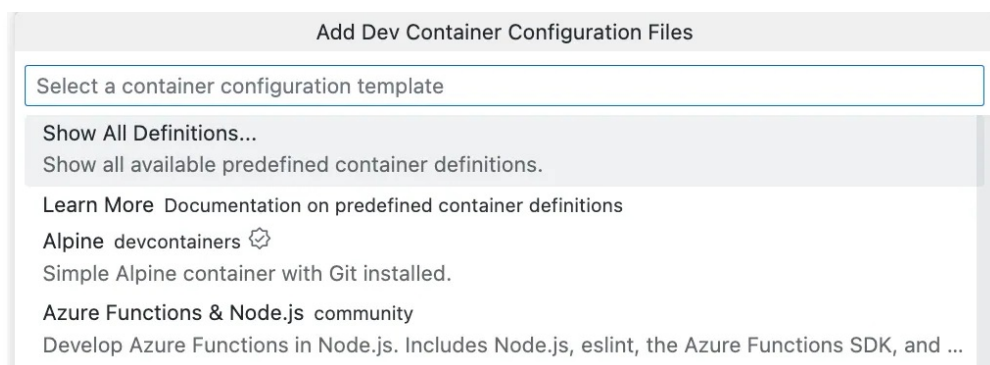 Add Dev Container Configuration Files
Select a container configuration template
Show All Definitions...
Show all available predefined container definitions.
Learn More Documentation on predefined container definitions
Alpine devcontainers
Simple Alpine container with Git installed.
Azure Functions & Node.js community
Develop Azure Functions in Node.js. Includes Node.js, eslint, the Azure Functions SDK, and ...